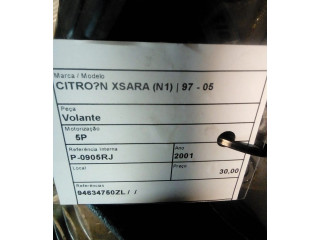 Marca / Modelo
CITRO?N XSARA (N1) | 97 - 05
Peça
Volante
Motorização
5P
Referência Interna Ano
P-0905RJ 2001
Local Preço
30,00
Referências
94634750ZL / /